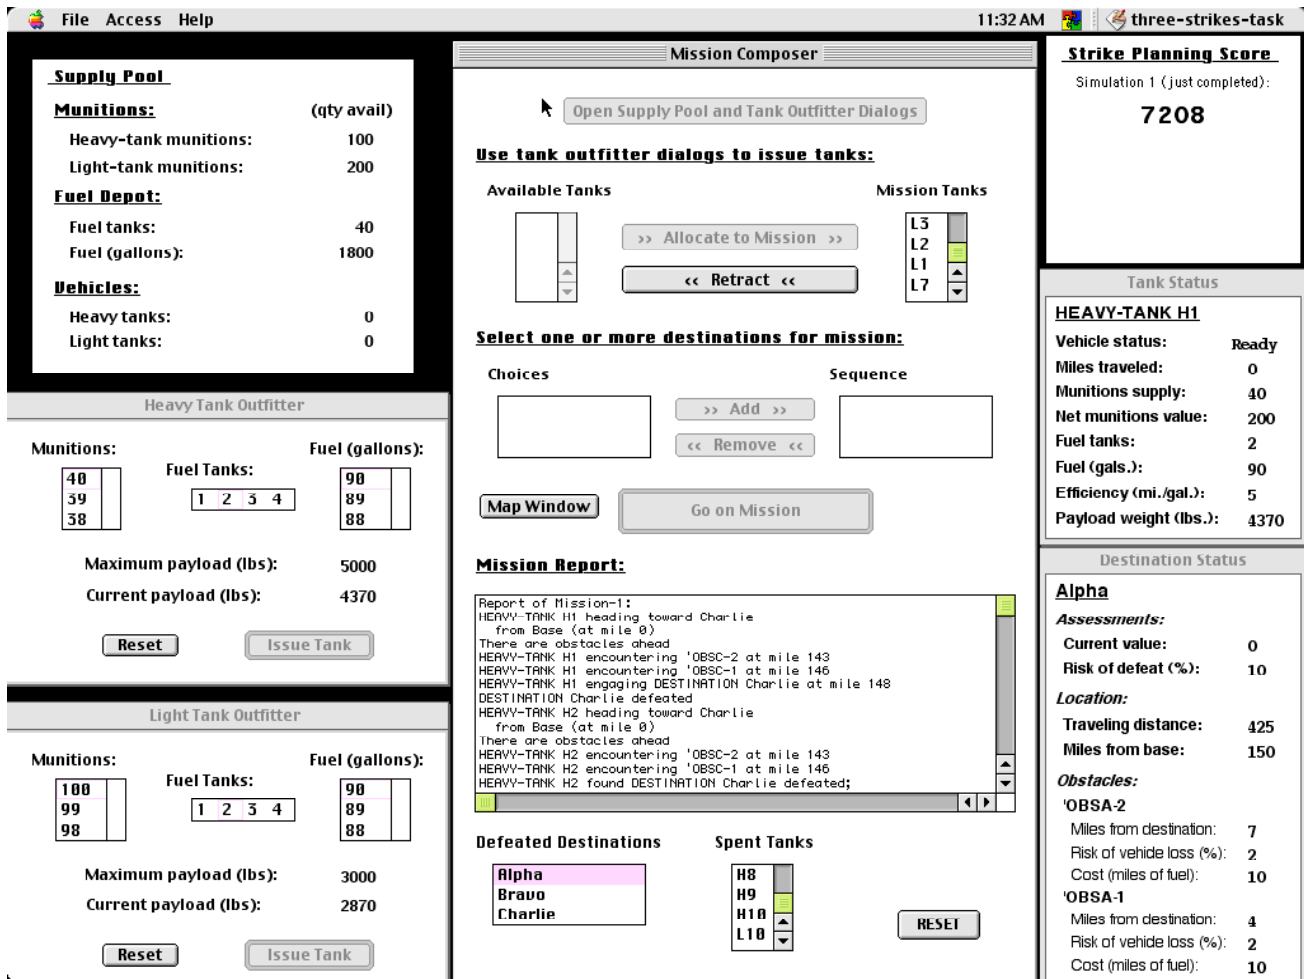 File Access Help 11:32 AM three-strikes-task
Supply Pool
Munitions: (qty avail)
Heavy-tank munitions: 100
Light-tank munitions: 200
Fuel Depot:
Fuel tanks: 40
Fuel (gallons): 1800
Vehicles:
Heavy tanks: 0
Light tanks: 0
Heavy Tank Outfitter
Munitions: Fuel Tanks: Fuel (gallons):
40 90
39 1 2 3 4 89
38 88
Maximum payload (lbs): 5000
Current payload (lbs): 4370
Reset Issue Tank
Light Tank Outfitter
Munitions: Fuel Tanks: Fuel (gallons):
100 90
99 1 2 3 4 89
98 88
Maximum payload (lbs): 3000
Current payload (lbs): 2870
Reset Issue Tank
Mission Composer
Open Supply Pool and Tank Outfitter Dialogs
Use tank outfitter dialogs to issue tanks:
Available Tanks Mission Tanks
>> Allocate to Mission >>
<< Retract <<
L3
L2
L1
L7
Select one or more destinations for mission:
Choices Sequence
>> Add >>
<< Remove <<
Map Window Go on Mission
Mission Report:
Report of Mission-1:
HEAVY-TANK H1 heading toward Charlie
from Base (at mile 0)
There are obstacles ahead
HEAVY-TANK H1 encountering 'OBSC-2 at mile 143
HEAVY-TANK H1 encountering 'OBSC-1 at mile 146
HEAVY-TANK H1 engaging DESTINATION Charlie at mile 148
DESTINATION Charlie defeated
HEAVY-TANK H2 heading toward Charlie
from Base (at mile 0)
There are obstacles ahead
HEAVY-TANK H2 encountering 'OBSC-2 at mile 143
HEAVY-TANK H2 encountering 'OBSC-1 at mile 146
HEAVY-TANK H2 found DESTINATION Charlie defeated;
Defeated Destinations Spent Tanks
Alpha
Bravo
Charlie
H8
H9
H10
L10
RESET
Strike Planning Score
Simulation 1 (just completed):
7208
Tank Status
HEAVY-TANK H1
Vehicle status: Ready
Miles traveled: 0
Munitions supply: 40
Net munitions value: 200
Fuel tanks: 2
Fuel (gals.): 90
Efficiency (mi./gal.): 5
Payload weight (lbs.): 4370
Destination Status
Alpha
Assessments:
Current value: 0
Risk of defeat (%): 10
Location:
Traveling distance: 425
Miles from base: 150
Obstacles:
'OBSA-2
Miles from destination: 7
Risk of vehicle loss (%): 2
Cost (miles of fuel): 10
'OBSA-1
Miles from destination: 4
Risk of vehicle loss (%): 2
Cost (miles of fuel): 10